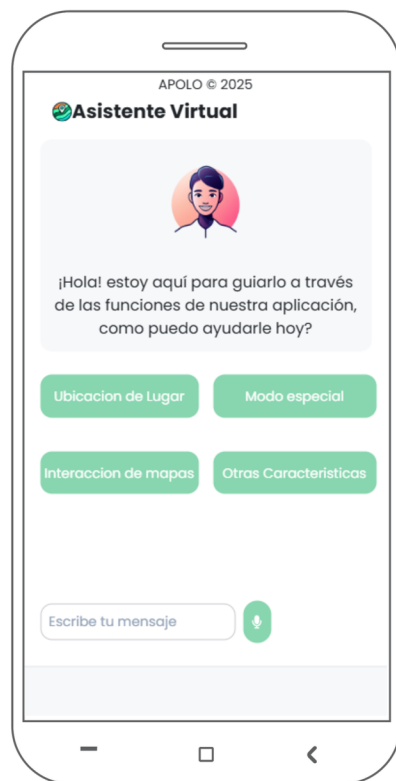 APOLO © 2025
Asistente Virtual
¡Hola! estoy aquí para guiarlo a través
de las funciones de nuestra aplicación,
como puedo ayudarle hoy?
Ubicacion de Lugar
Modo especial
Interaccion de mapas
Otras Caracteristicas
Escribe tu mensaje